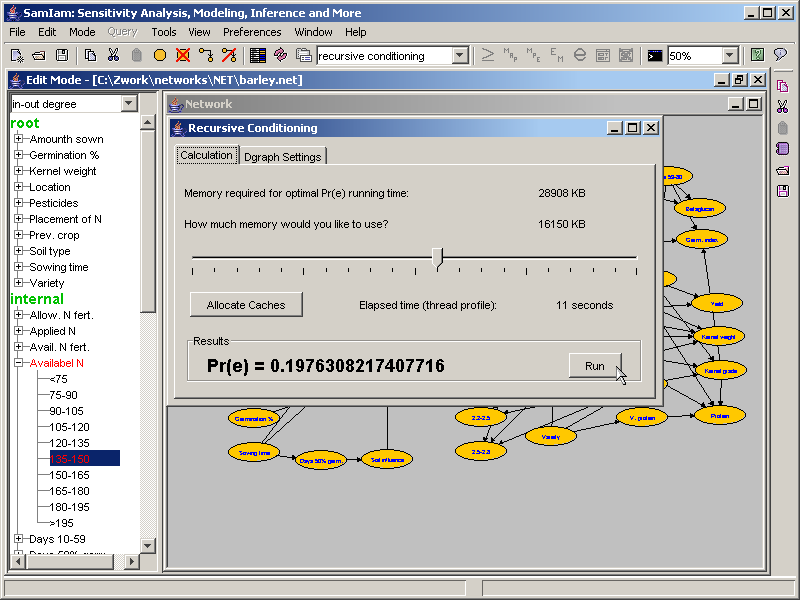 SamIam: Sensitivity Analysis, Modeling, Inference and More
File Edit Mode Query Tools View Preferences Window Help
recursive conditioning
50%
Edit Mode - [C:\Zwork\networks\NET\barley.net]
in-out degree
root
Amounth sown
Germination %
Kernel weight
Location
Pesticides
Placement of N
Prev. crop
Soil type
Sowing time
Variety
internal
Allow. N fert.
Applied N
Avail. N fert.
Availabel N
<75
75-90
90-105
105-120
120-135
135-150
150-165
165-180
180-195
>195
Days 10-59
Network
Recursive Conditioning
Calculation
Dgraph Settings
Memory required for optimal Pr(e) running time: 28908 KB
How much memory would you like to use? 16150 KB
Allocate Caches
Elapsed time (thread profile): 11 seconds
Results
Pr(e) = 0.1976308217407716
Run
Betaglucan
Germ. index
Yield
Kernel weight
Kernel grade
Protein
V. protein
2.2-2.5
Variety
2.5-2.8
Germination %
Sowing time
Days 50% germ.
Soil influence